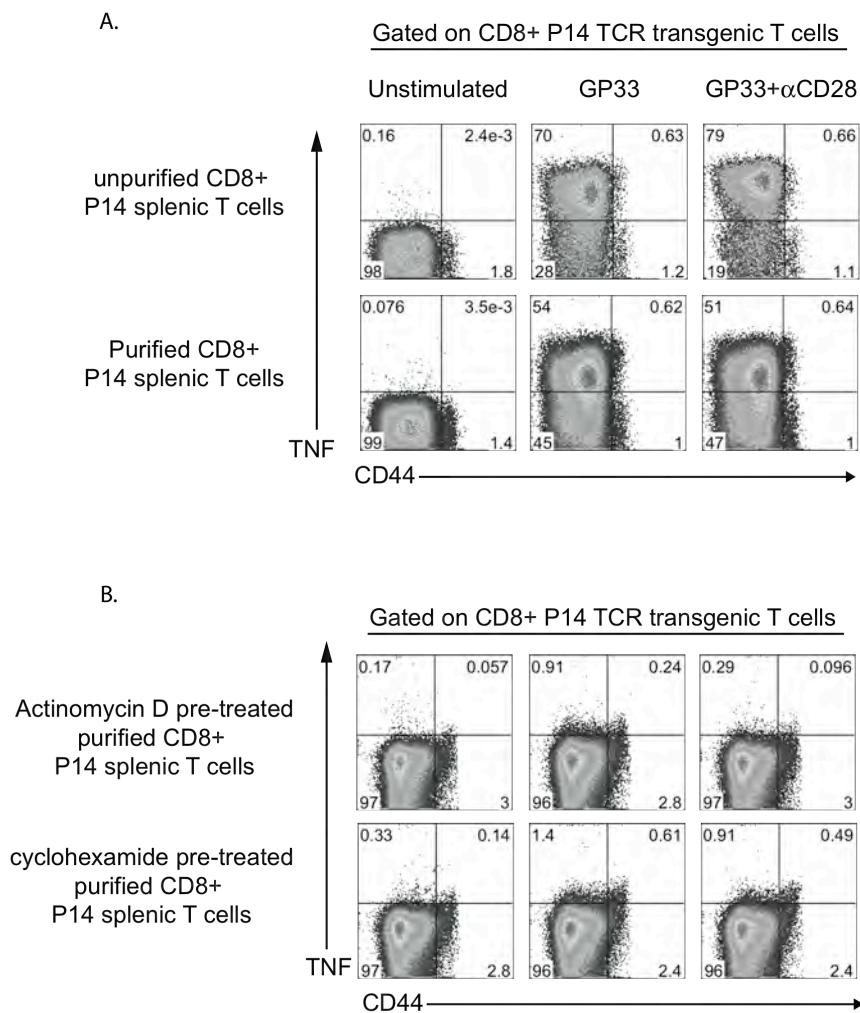 A.
Gated on CD8+ P14 TCR transgenic T cells
Unstimulated GP33 GP33+αCD28
unpurified CD8+
P14 splenic T cells
0.16 2.4e-3 70 0.63 79 0.66
98 1.8 28 1.2 19 1.1
Purified CD8+
P14 splenic T cells
0.076 3.5e-3 54 0.62 51 0.64
99 1.4 45 1 47 1
TNF
CD44
B.
Gated on CD8+ P14 TCR transgenic T cells
Actinomycin D pre-treated
purified CD8+
P14 splenic T cells
0.17 0.057 0.91 0.24 0.29 0.096
97 3 96 2.8 97 3
cyclohexamide pre-treated
purified CD8+
P14 splenic T cells
0.33 0.14 1.4 0.61 0.91 0.49
97 2.8 96 2.4 96 2.4
TNF
CD44